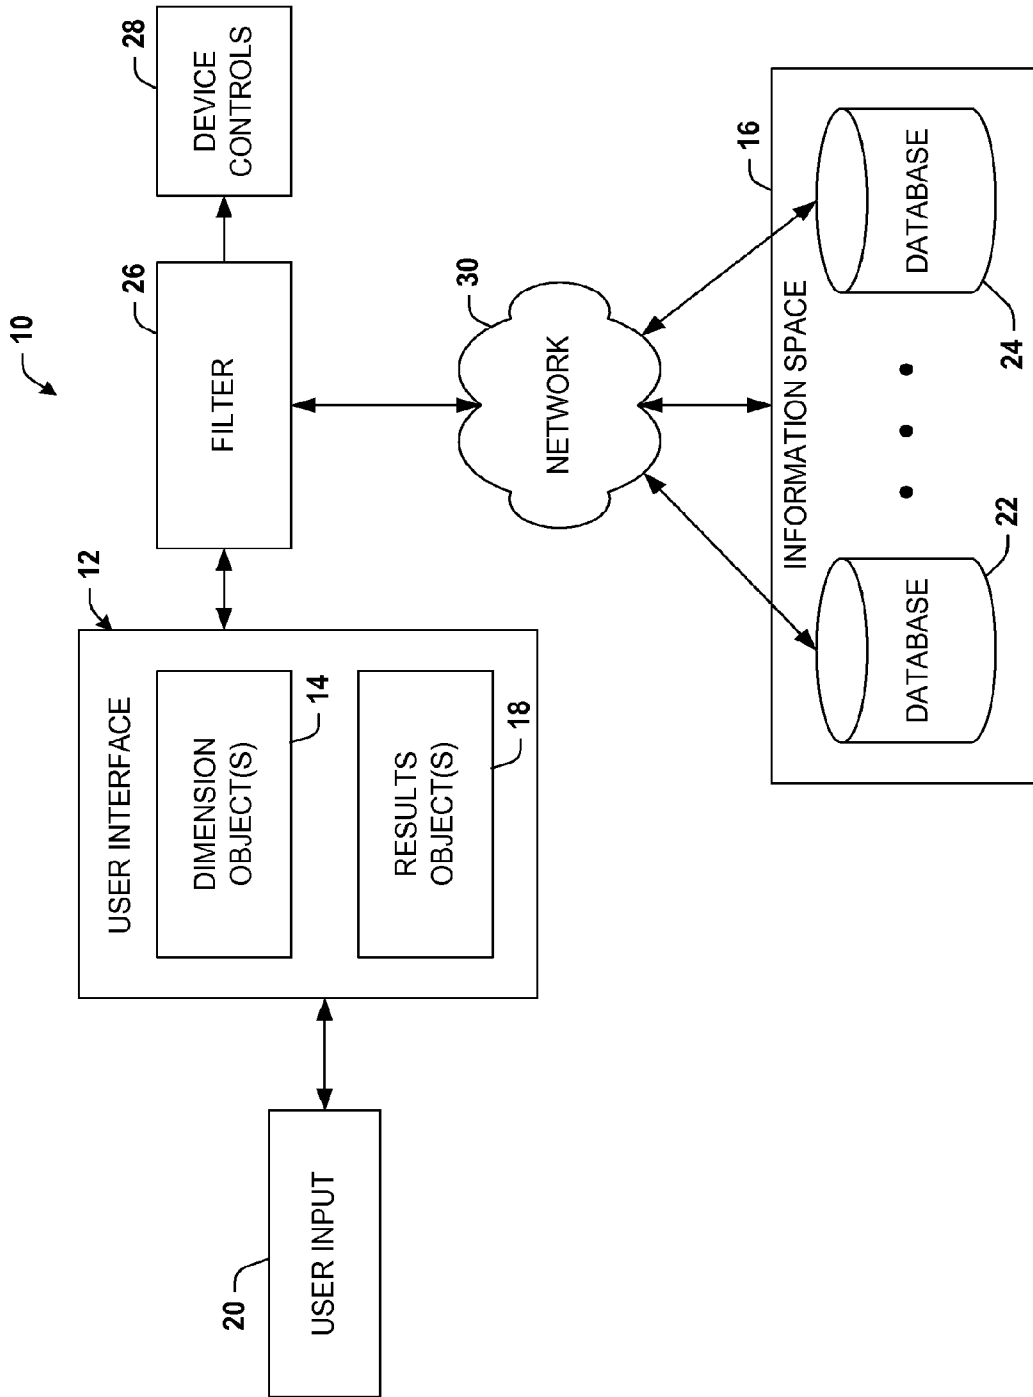 10
20
USER INPUT
12
USER INTERFACE
DIMENSION
OBJECT(S)
14
RESULTS
OBJECT(S)
18
26
FILTER
28
DEVICE
CONTROLS
30
NETWORK
16
INFORMATION SPACE
DATABASE
22
• • •
DATABASE
24